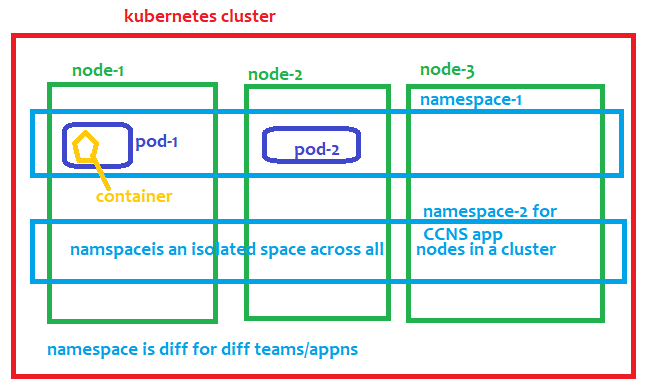 kubernetes cluster
node-1
node-2
node-3
namespace-1
pod-1
pod-2
container
namespace-2 for
CCNS app
namspaceis an isolated space across all nodes in a cluster
namespace is diff for diff teams/appns